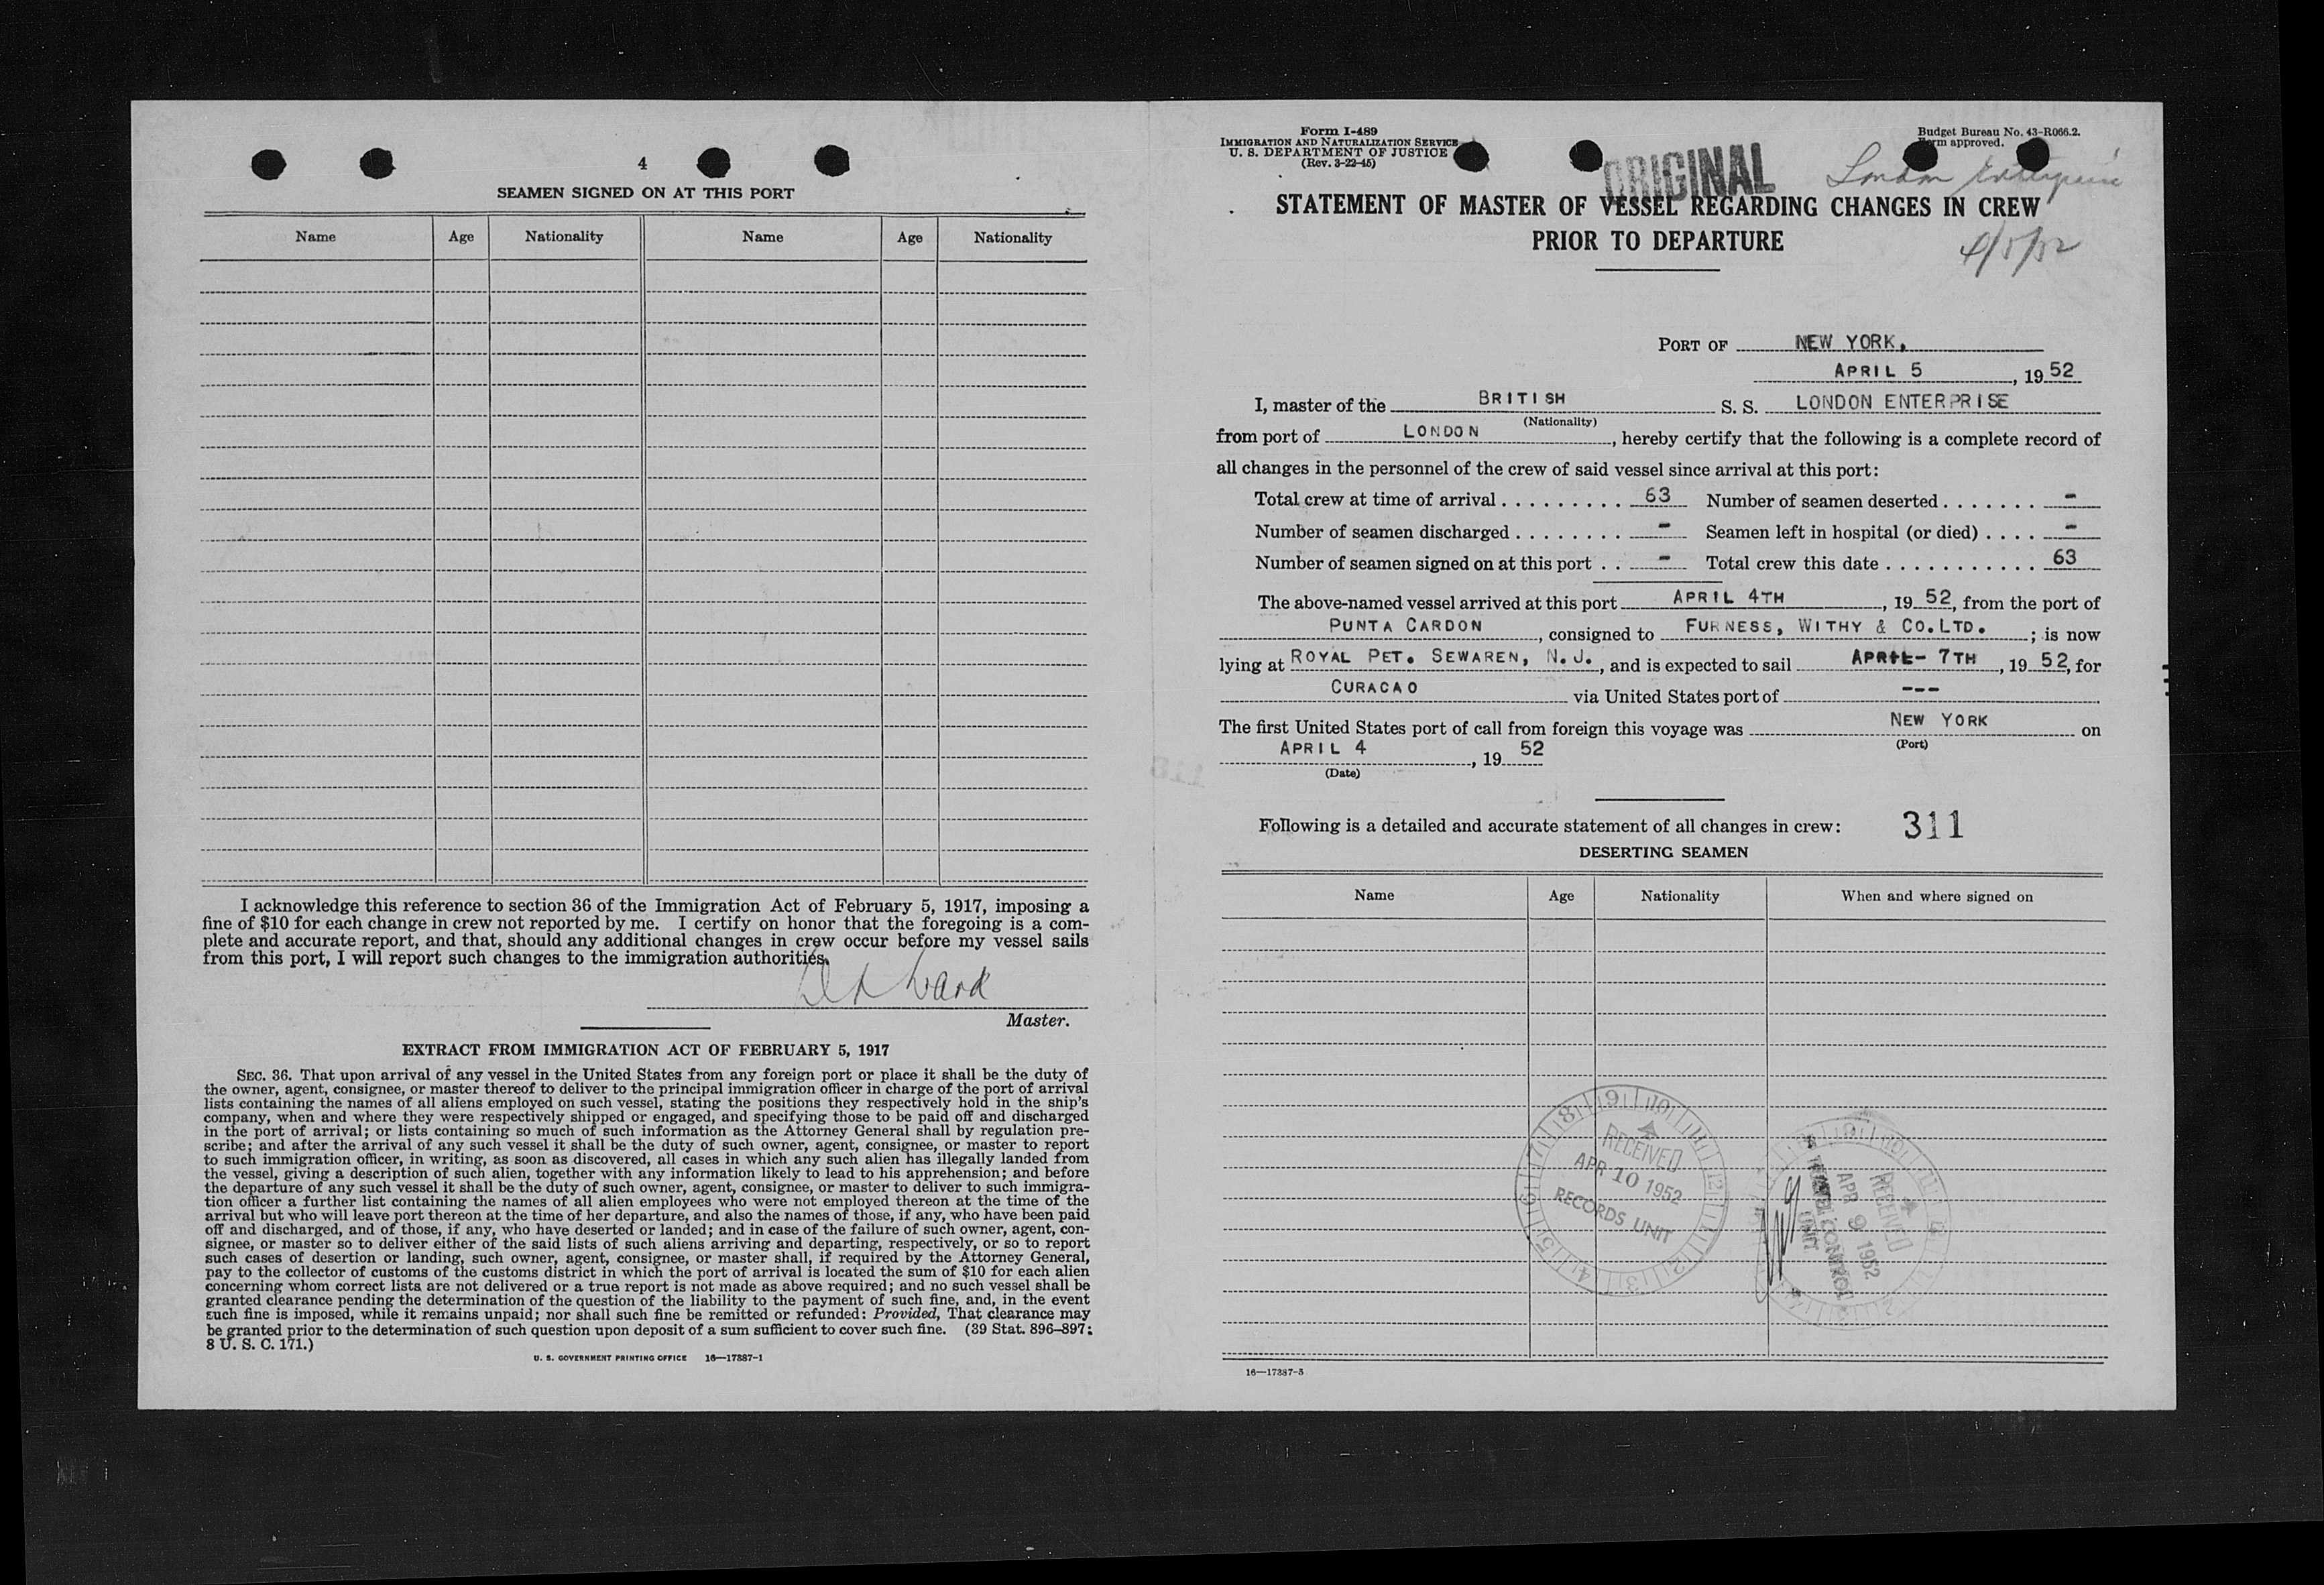 4
SEAMEN SIGNED ON AT THIS PORT
Name Age Nationality Name Age Nationality
I acknowledge this reference to section 36 of the Immigration Act of February 5, 1917, imposing a
fine of $10 for each change in crew not reported by me. I certify on honor that the foregoing is a com-
plete and accurate report, and that, should any additional changes in crew occur before my vessel sails
from this port, I will report such changes to the immigration authorities.
Ward
Master.
EXTRACT FROM IMMIGRATION ACT OF FEBRUARY 5, 1917
SEC. 36. That upon arrival of any vessel in the United States from any foreign port or place it shall be the duty of
the owner, agent, consignee, or master thereof to deliver to the principal immigration officer in charge of the port of arrival
lists containing the names of all aliens employed on such vessel, stating the positions they respectively hold in the ship's
company, when and where they were respectively shipped or engaged, and specifying those to be paid off and discharged
in the port of arrival; or lists containing so much of such information as the Attorney General shall by regulation pre-
scribe; and after the arrival of any such vessel it shall be the duty of such owner, agent, consignee, or master to report
to such immigration officer, in writing, as soon as discovered, all cases in which any such alien has illegally landed from
the vessel, giving a description of such alien, together with any information likely to lead to his apprehension; and before
the departure of any such vessel it shall be the duty of such owner, agent, consignee, or master to deliver to such immigra-
tion officer a further list containing the names of all alien employees who were not employed thereon at the time of the
arrival but who will leave port thereon at the time of her departure, and also the names of those, if any, who have been paid
off and discharged, and of those, if any, who have deserted or landed; and in case of the failure of such owner, agent, con-
signee, or master so to deliver either of the said lists of such aliens arriving and departing, respectively, or so to report
such cases of desertion or landing, such owner, agent, consignee, or master shall, if required by the Attorney General,
pay to the collector of customs of the customs district in which the port of arrival is located the sum of $10 for each alien
concerning whom correct lists are not delivered or a true report is not made as above required; and no such vessel shall be
granted clearance pending the determination of the question of the liability to the payment of such fine, and, in the event
such fine is imposed, while it remains unpaid; nor shall such fine be remitted or refunded: Provided, That clearance may
be granted prior to the determination of such question upon deposit of a sum sufficient to cover such fine. (39 Stat. 896–897;
8 U. S. C. 171.)
U. S. GOVERNMENT PRINTING OFFICE 16—17387-1
Form I-489
IMMIGRATION AND NATURALIZATION SERVICE
U. S. DEPARTMENT OF JUSTICE
(Rev. 3-22-45)
Budget Bureau No. 43-R066.2.
Form approved.
ORIGINAL
London Enterprise
STATEMENT OF MASTER OF VESSEL REGARDING CHANGES IN CREW
PRIOR TO DEPARTURE
4/5/52
PORT OF NEW YORK.
APRIL 5, 1952
I, master of the BRITISH S. S. LONDON ENTERPRISE
(Nationality)
from port of LONDON, hereby certify that the following is a complete record of
all changes in the personnel of the crew of said vessel since arrival at this port:
Total crew at time of arrival . . . . . . . . . . 63 Number of seamen deserted . . . . . . . -
Number of seamen discharged . . . . . . . . - Seamen left in hospital (or died) . . . . -
Number of seamen signed on at this port . . - Total crew this date . . . . . . . . . . . 63
The above-named vessel arrived at this port APRIL 4TH, 1952, from the port of
PUNTA CARDON, consigned to FURNESS, WITHY & CO.LTD. ; is now
lying at ROYAL PET. SEWAREN, N.J., and is expected to sail APRIL- 7TH, 1952, for
CURACAO via United States port of ---
The first United States port of call from foreign this voyage was NEW YORK on
(Port)
APRIL 4, 1952
(Date)
Following is a detailed and accurate statement of all changes in crew: 311
DESERTING SEAMEN
Name Age Nationality When and where signed on
RECEIVED
APR 10 1952
RECORDS UNIT
RECEIVED
APR 9 1952
CONTROL
UNIT
16—17387-5